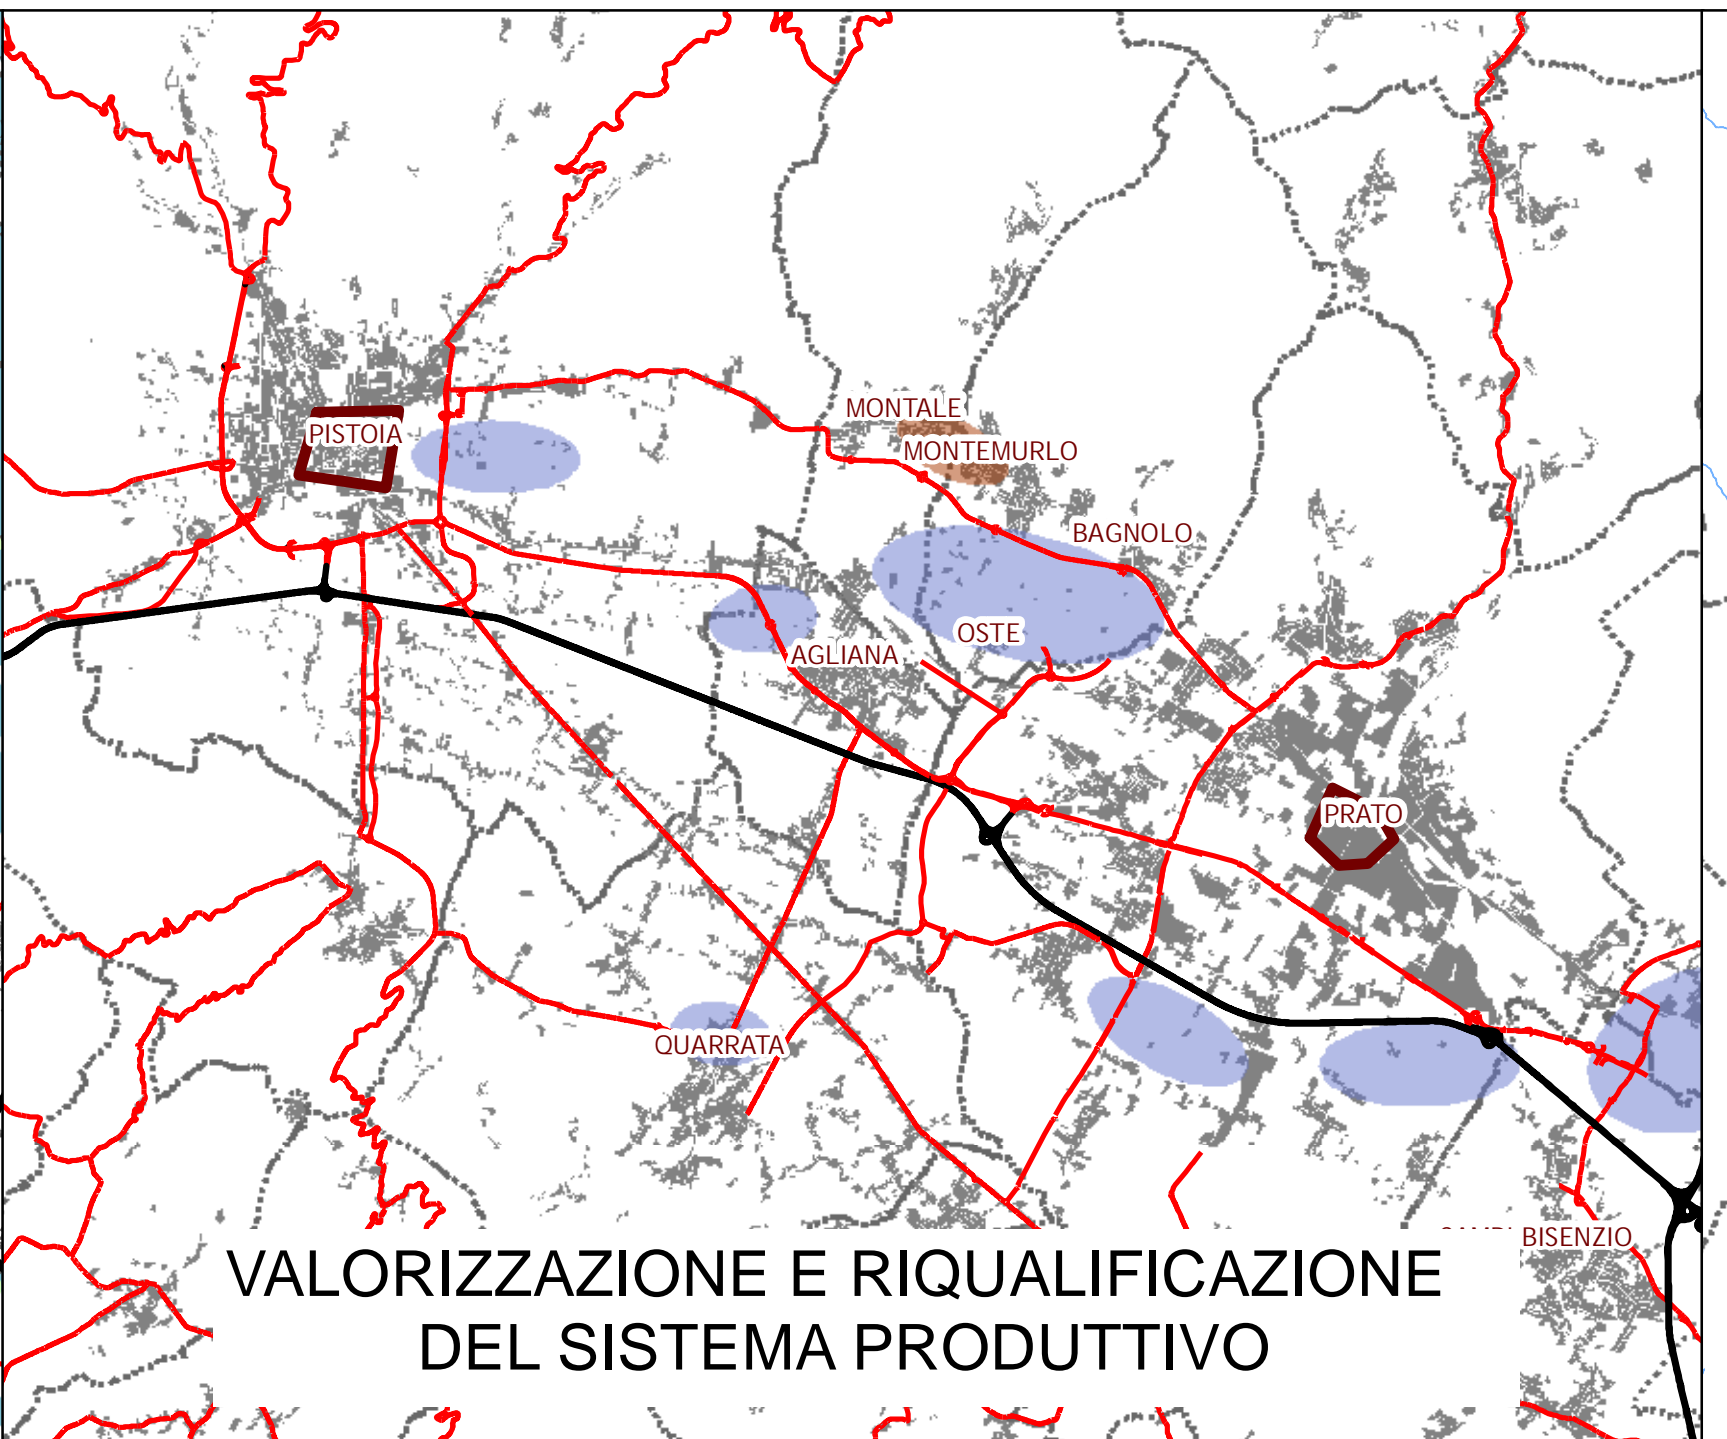 MONTALE
PISTOIA
MONTEMURLO
BAGNOLO
OSTE
AGLIANA
PRATO
QUARRATA
BISENZIO
VALORIZZAZIONE E RIQUALIFICAZIONE
DEL SISTEMA PRODUTTIVO